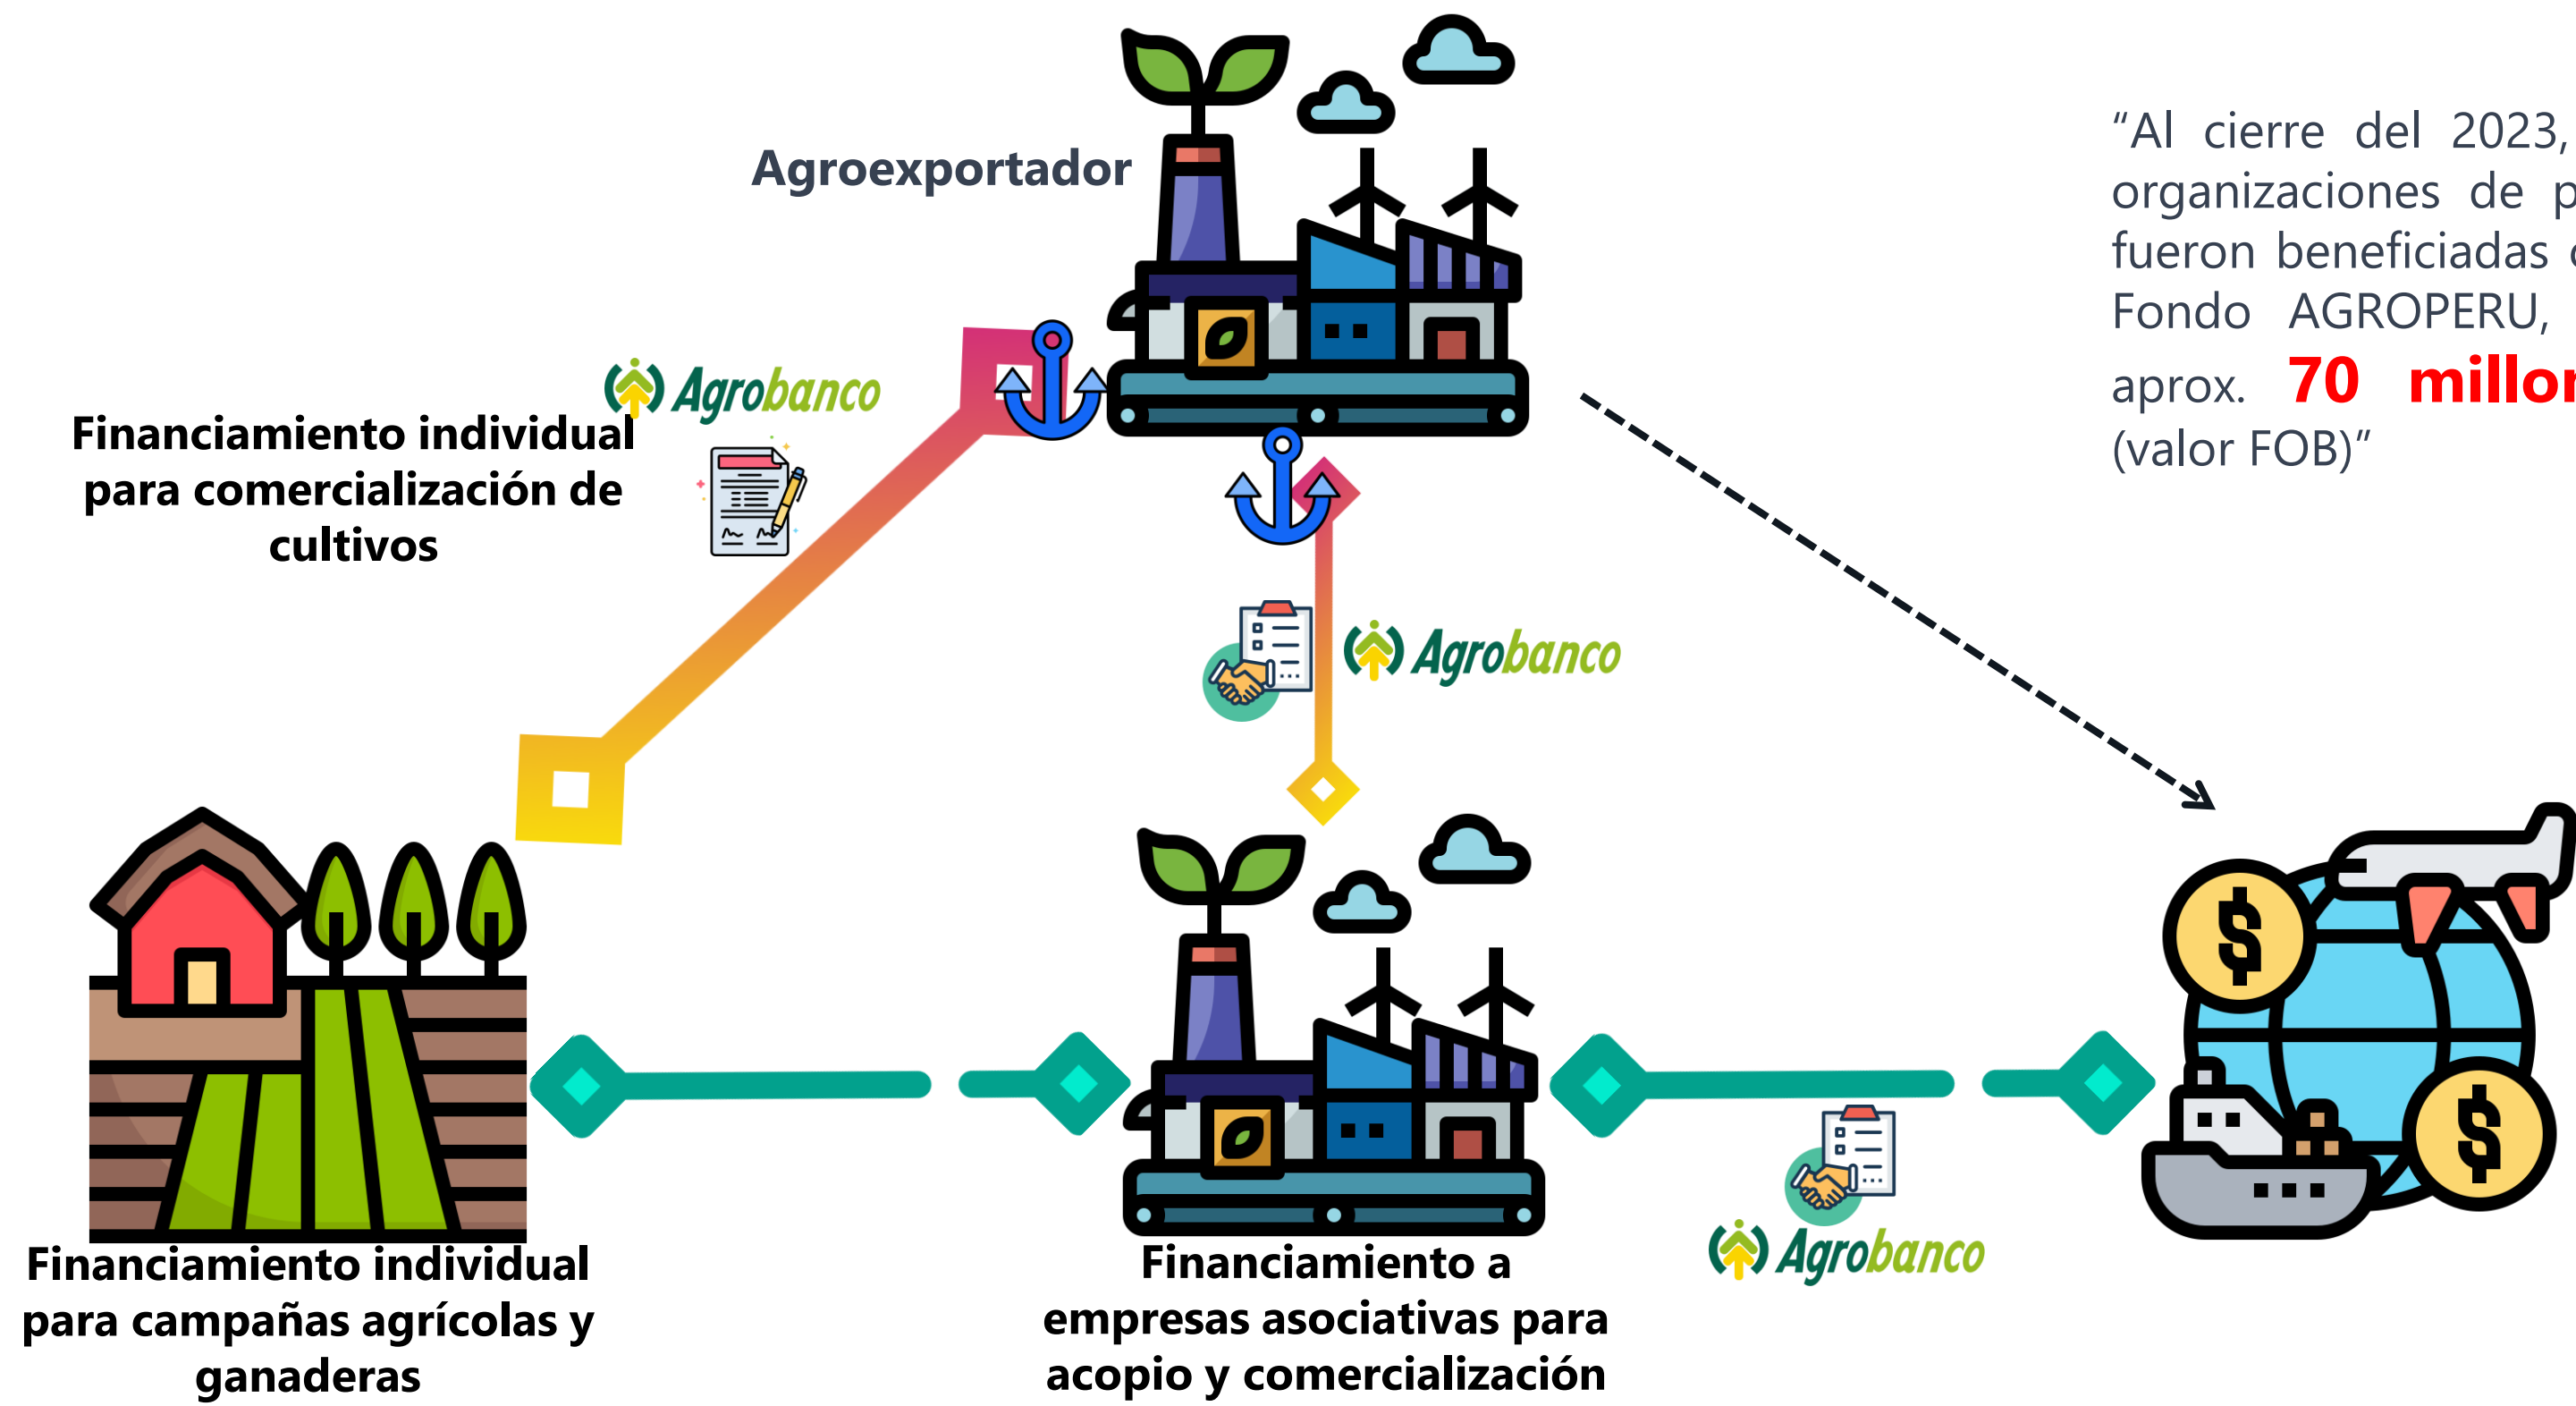 Agroexportador
“Al cierre del 2023,
organizaciones de
fueron beneficiadas
Fondo AGROPERU,
aprox. 70
(valor FOB)”
Agrobanco
Financiamiento individual
para comercialización de
cultivos
Agrobanco
Financiamiento individual
para campañas agrícolas y
ganaderas
Financiamiento a
empresas asociativas para
acopio y comercialización
$
$
Agrobanco